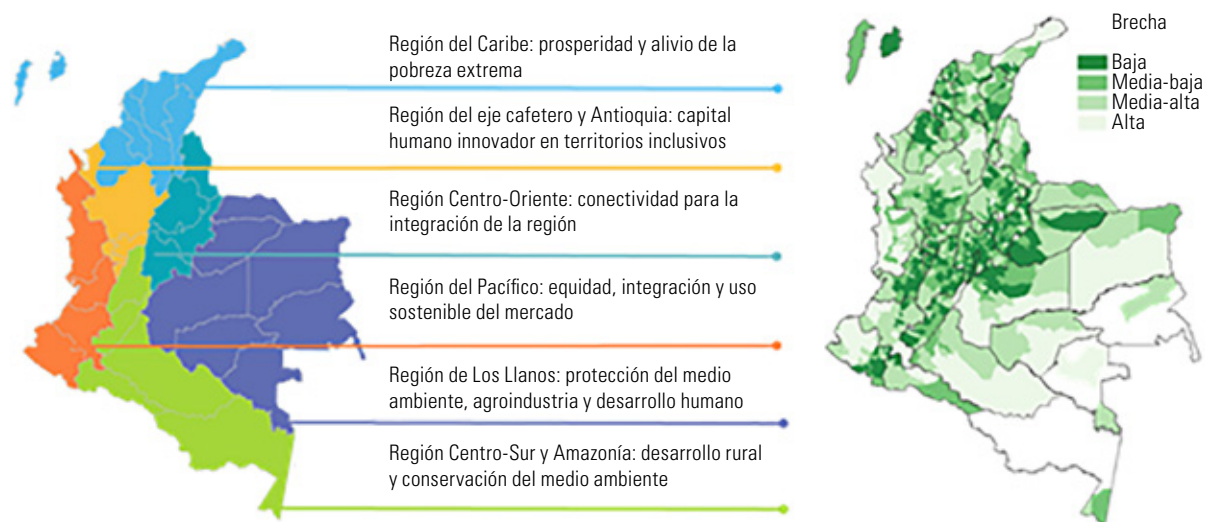 Región del Caribe: prosperidad y alivio de la
pobreza extrema
Región del eje cafetero y Antioquia: capital
humano innovador en territorios inclusivos
Región Centro-Oriente: conectividad para la
integración de la región
Región del Pacífico: equidad, integración y uso
sostenible del mercado
Región de Los Llanos: protección del medio
ambiente, agroindustria y desarrollo humano
Región Centro-Sur y Amazonía: desarrollo rural
y conservación del medio ambiente
Brecha
Baja
Media-baja
Media-alta
Alta